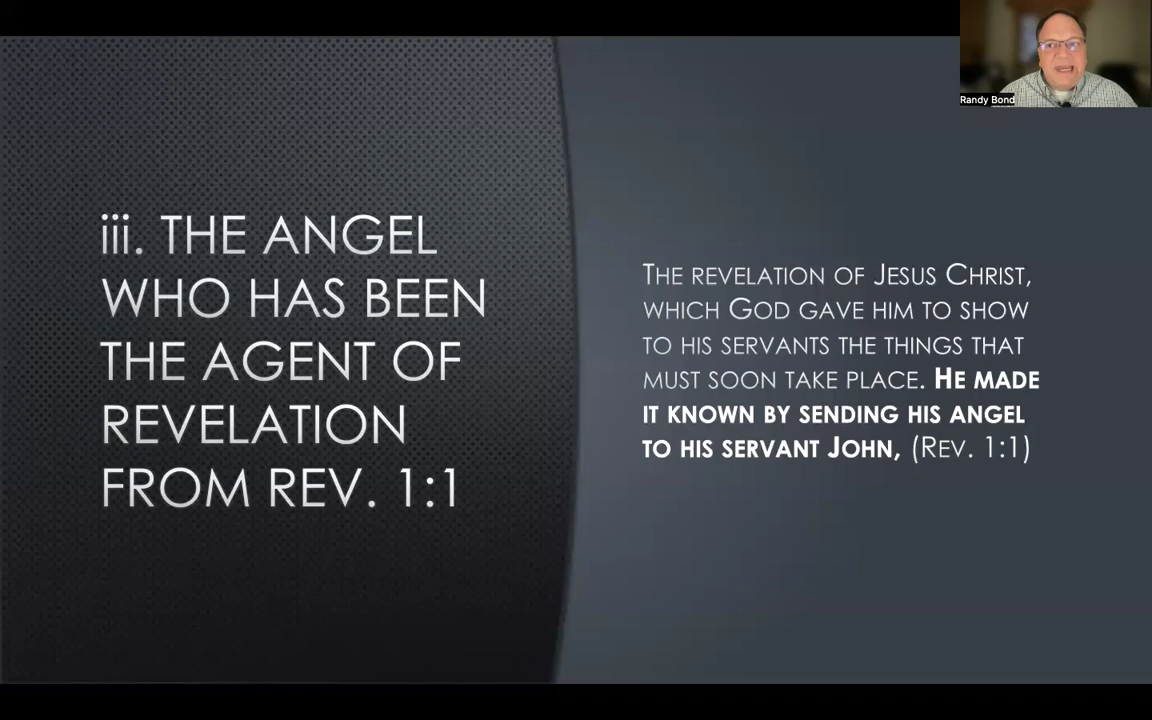 Randy Bond
iii. THE ANGEL
WHO HAS BEEN
THE AGENT OF
REVELATION
FROM REV. 1:1
The revelation of Jesus Christ,
which God gave him to show
to his servants the things that
must soon take place. He made
it known by sending his angel
to his servant John, (Rev. 1:1)